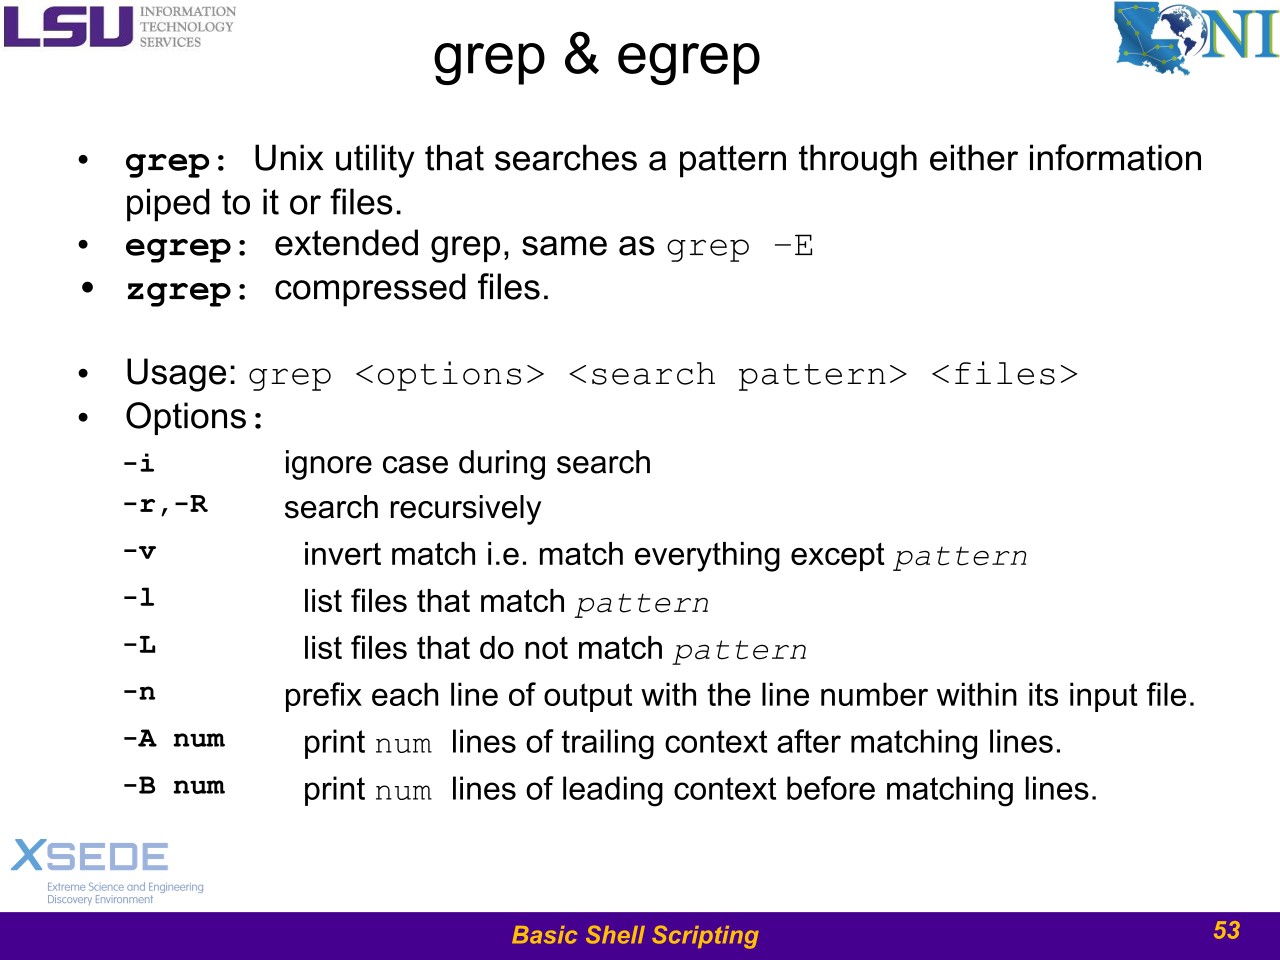 LSU INFORMATION
TECHNOLOGY
SERVICES
LONI
grep & egrep
• grep: Unix utility that searches a pattern through either information
piped to it or files.
• egrep: extended grep, same as grep –E
• zgrep: compressed files.
• Usage: grep <options> <search pattern> <files>
• Options:
-i ignore case during search
-r,-R search recursively
-v invert match i.e. match everything except pattern
-l list files that match pattern
-L list files that do not match pattern
-n prefix each line of output with the line number within its input file.
-A num print num lines of trailing context after matching lines.
-B num print num lines of leading context before matching lines.
XSEDE
Extreme Science and Engineering
Discovery Environment
Basic Shell Scripting
53